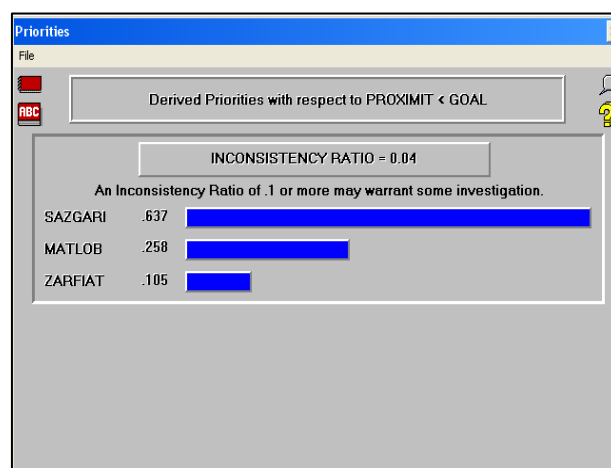 Priorities
File
ABC
Derived Priorities with respect to PROXIMIT < GOAL
INCONSISTENCY RATIO = 0.04
An Inconsistency Ratio of .1 or more may warrant some investigation.
SAZGARI .637
MATLOB .258
ZARFIAT .105